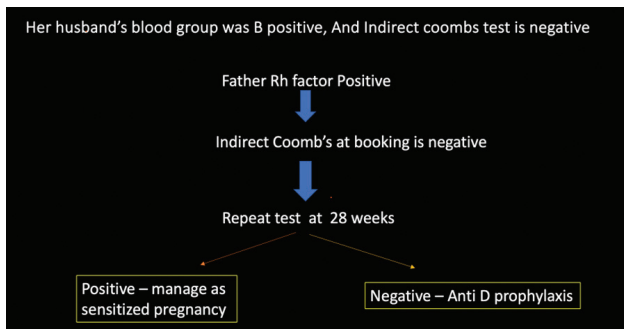 Her husband's blood group was B positive, And Indirect coombs test is negative
Father Rh factor Positive
Indirect Coomb's at booking is negative
Repeat test at 28 weeks
Positive – manage as
sensitized pregnancy
Negative – Anti D prophylaxis